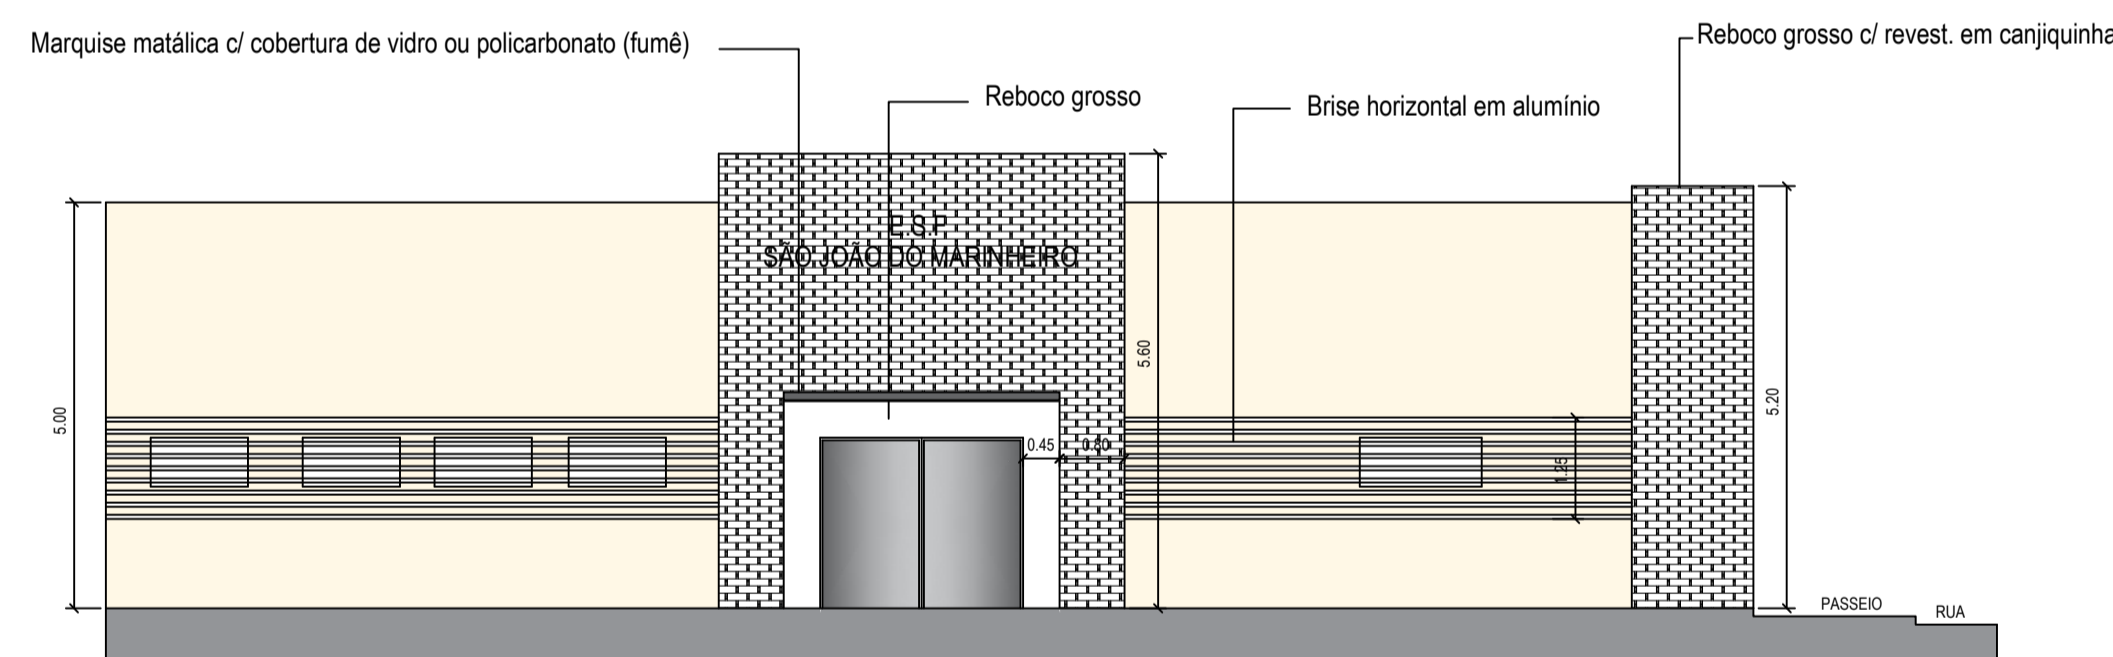 Marquise matálica c/ cobertura de vidro ou policarbonato (fumê)
Reboco grosso c/ revest. em canjiquinha
Reboco grosso
Brise horizontal em alumínio
E.S.P
SÃO JOÃO DO MARINHEIRO
5.60
5.20
5.00
0.45
0.80
1.25
PASSEIO
RUA